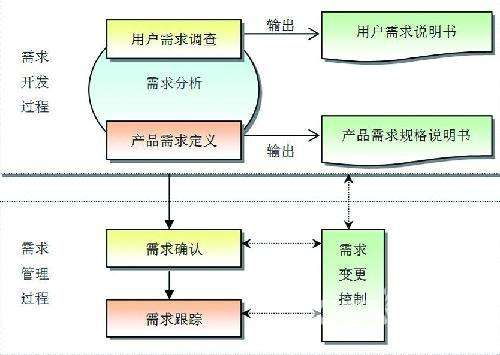 用户需求调查
输出
用户需求说明书
需求
开发
过程
需求分析
产品需求定义
输出
产品需求规格说明书
需求
管理
过程
需求确认
需求跟踪
需求
变更
控制